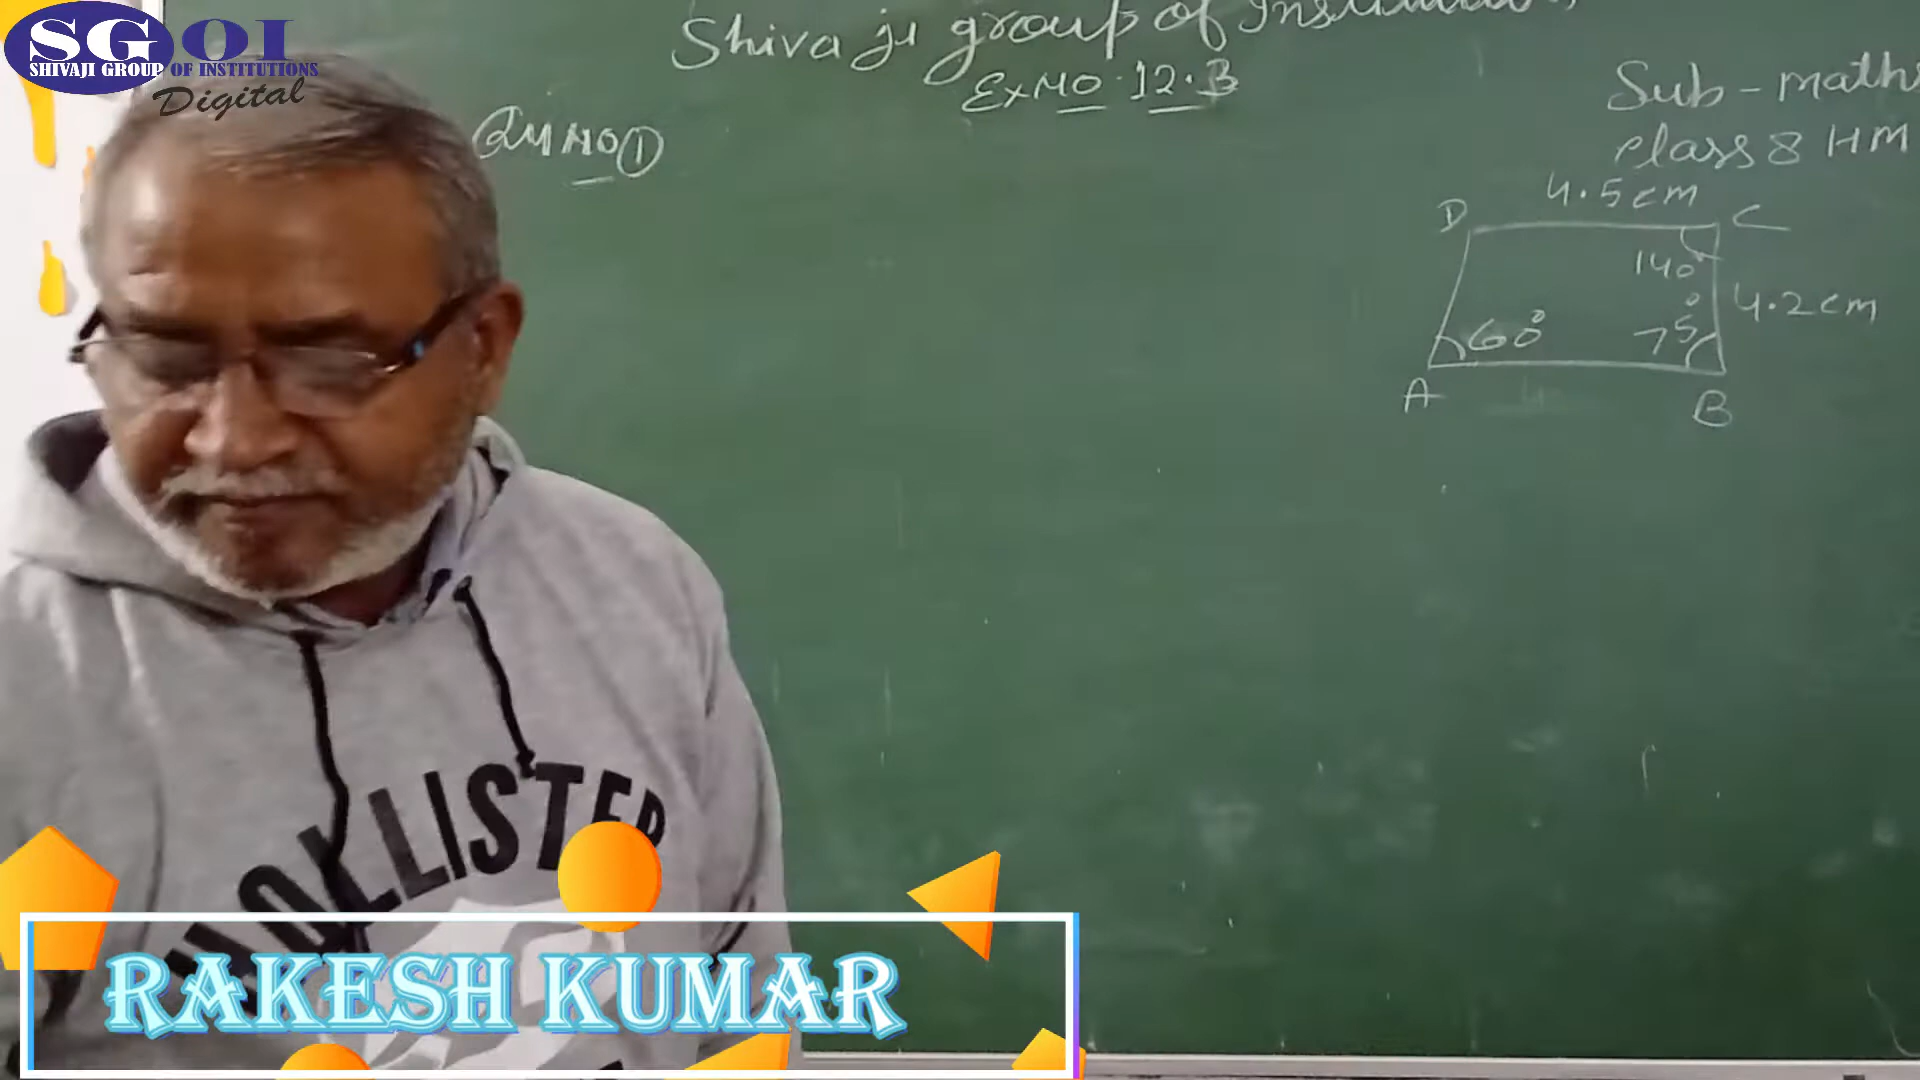 SGOI
SHIVAJI GROUP OF INSTITUTIONS
Digital
Shivaji group of
Ex NO. 12.B
Sub - maths
class 8 HM
Qu NO 1
4.5cm
D C
140°
4.2cm
60° 75°
A B
HOLLISTER
RAKESH KUMAR